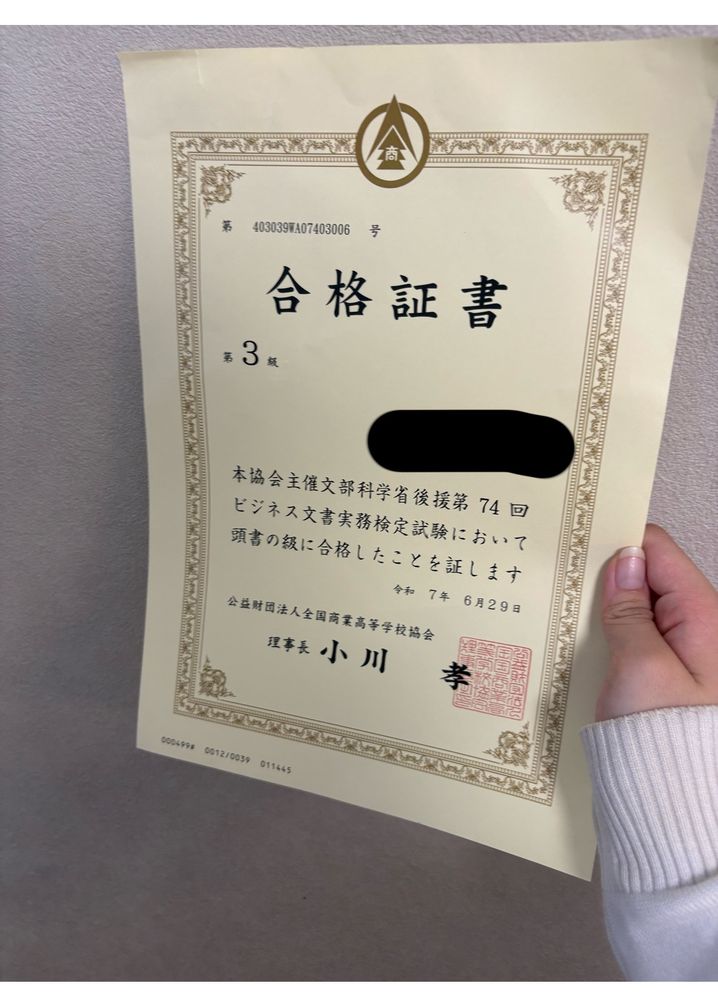 商
第 403039WA07403006 号
合格証書
第 3 級
本協会主催文部科学省後援第 74 回
ビジネス文書実務検定試験において
頭書の級に合格したことを証します
令和 7年 6月29日
公益財団法人全国商業高等学校協会
理事長 小川 孝
000499# 0012/0039 011445